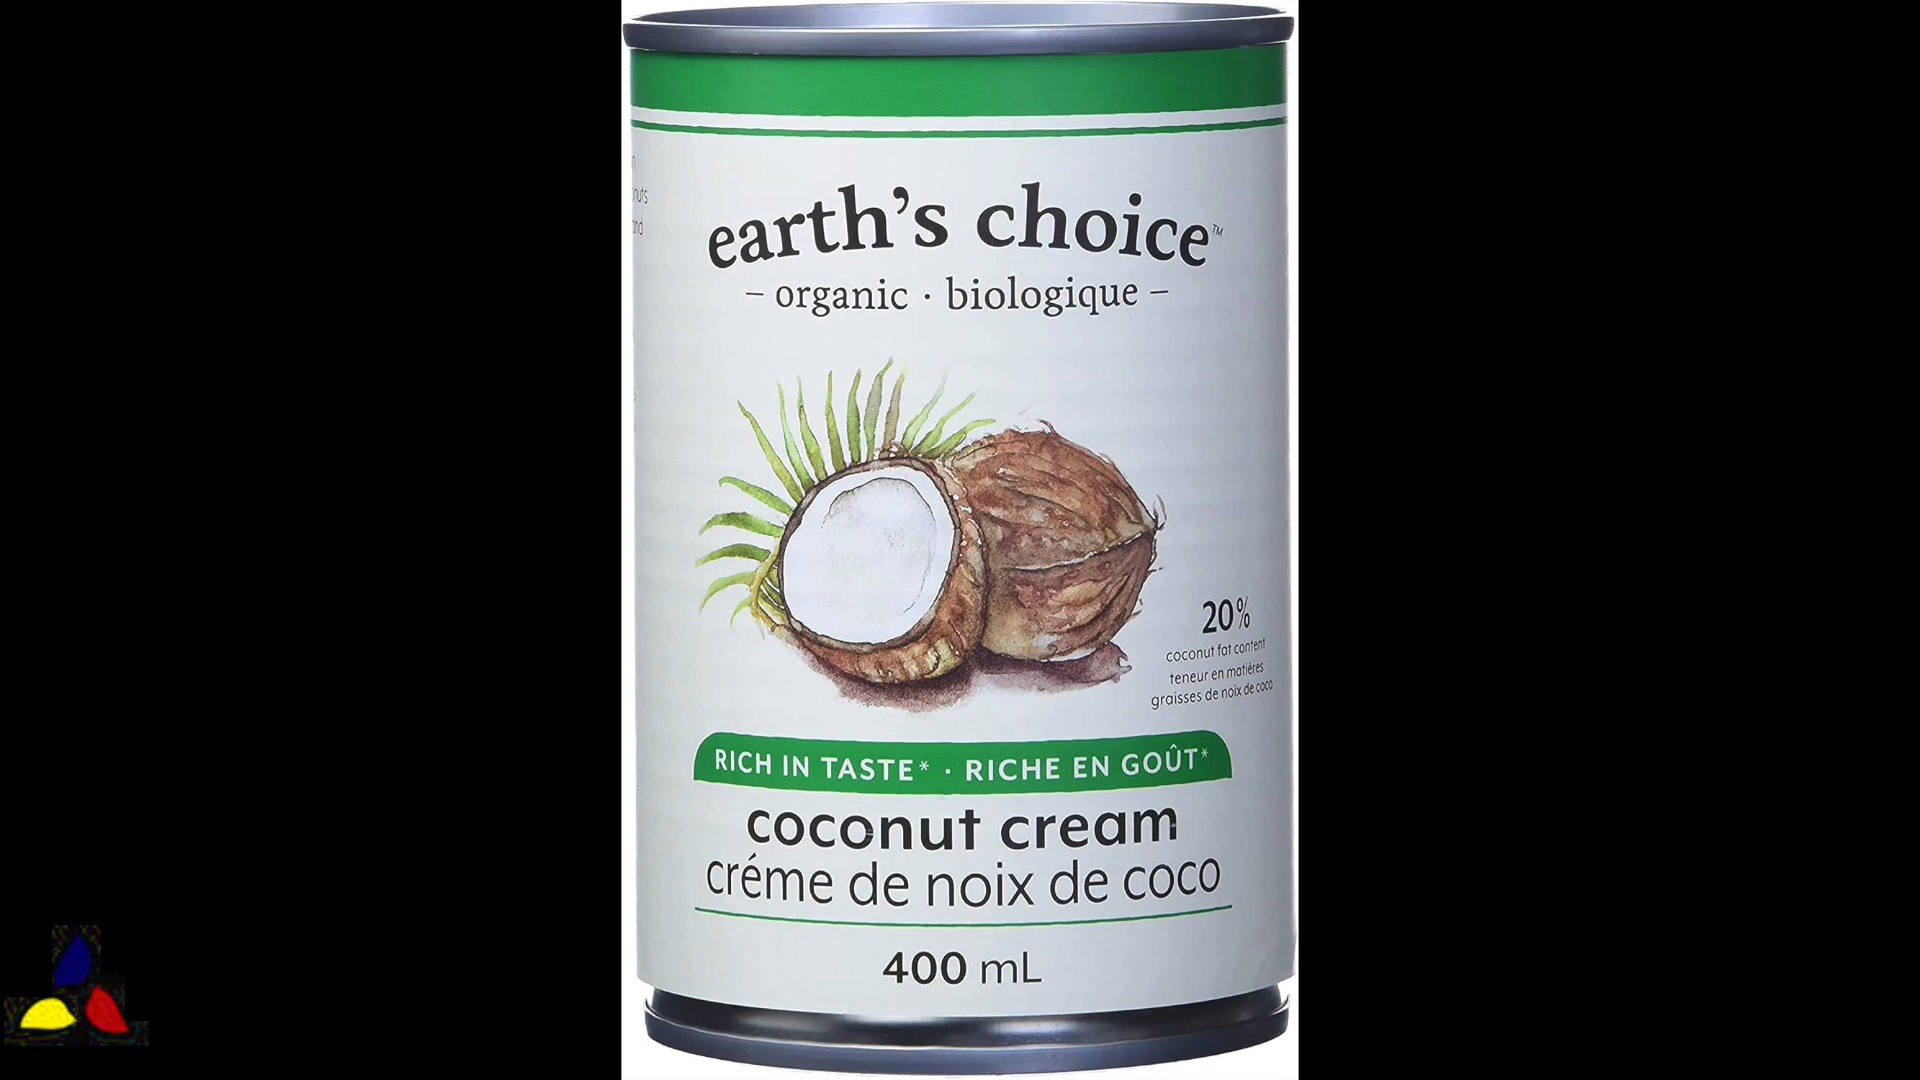 earth's choice™
– organic · biologique –
20%
coconut fat content
teneur en matières
graisses de noix de coco
RICH IN TASTE* · RICHE EN GOÛT*
coconut cream
créme de noix de coco
400 mL